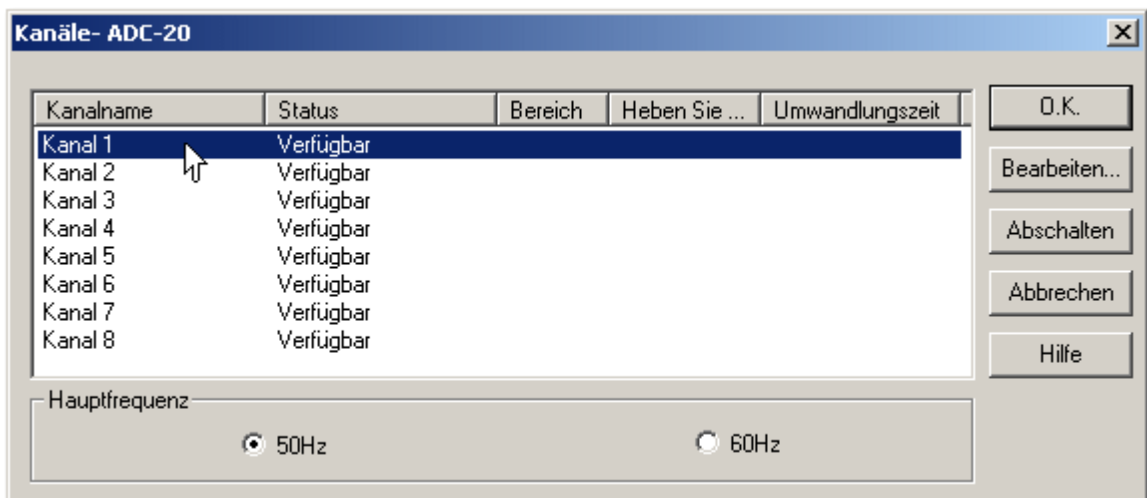 Kanäle- ADC-20
Kanalname Status Bereich Heben Sie ... Umwandlungszeit
Kanal 1 Verfügbar
Kanal 2 Verfügbar
Kanal 3 Verfügbar
Kanal 4 Verfügbar
Kanal 5 Verfügbar
Kanal 6 Verfügbar
Kanal 7 Verfügbar
Kanal 8 Verfügbar
O.K.
Bearbeiten...
Abschalten
Abbrechen
Hilfe
Hauptfrequenz
50Hz 60Hz